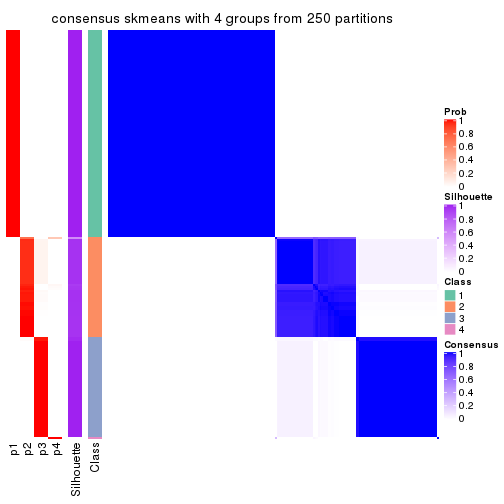 consensus skmeans with 4 groups from 250 partitions
Prob
1
0.8
0.6
0.4
0.2
0
Silhouette
1
0.8
0.6
0.4
0.2
0
Class
1
2
3
4
Consensus
1
0.8
0.6
0.4
0.2
0
p1
p2
p3
p4
Silhouette
Class